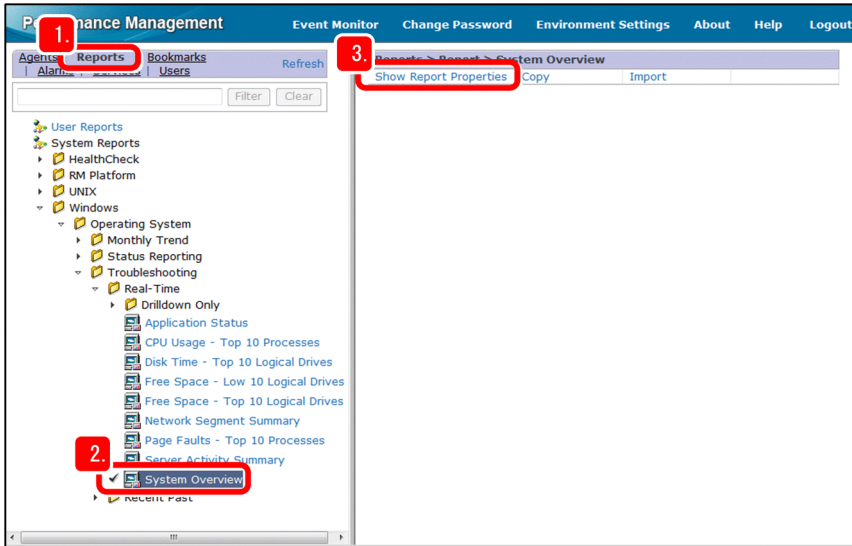 Performance Management
Event Monitor Change Password Environment Settings About Help Logout
1.
Agents Reports Bookmarks
Refresh
| Alarms | Services | Users
Filter Clear
3.
Reports > Report > System Overview
Show Report Properties Copy Import
User Reports
System Reports
HealthCheck
RM Platform
UNIX
Windows
Operating System
Monthly Trend
Status Reporting
Troubleshooting
Real-Time
Drilldown Only
Application Status
CPU Usage - Top 10 Processes
Disk Time - Top 10 Logical Drives
Free Space - Low 10 Logical Drives
Free Space - Top 10 Logical Drives
Network Segment Summary
Page Faults - Top 10 Processes
2.
Server Activity Summary
System Overview
Recent Past